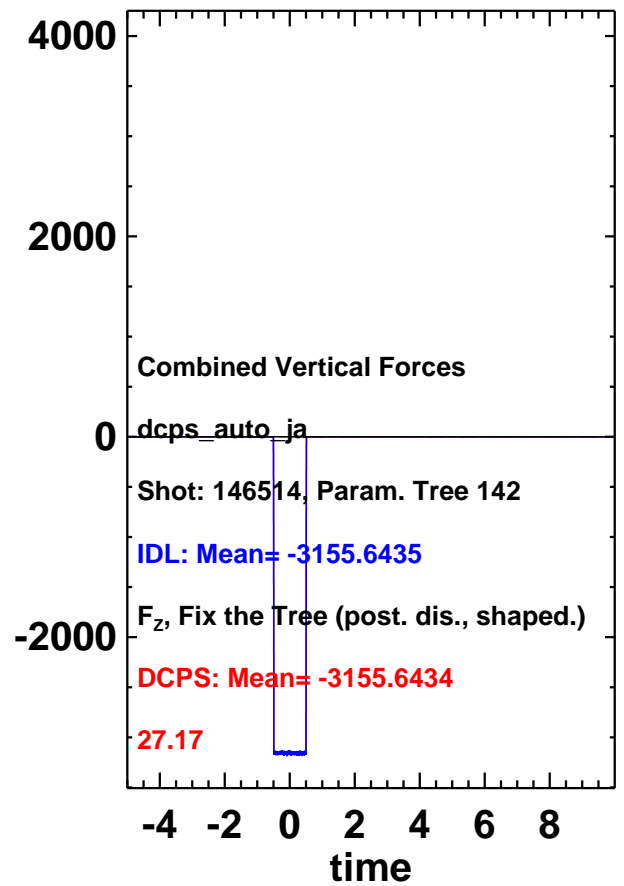 4000
2000
Combined Vertical Forces
0
dcps_auto_ja
Shot: 146514, Param. Tree 142
IDL: Mean= -3155.6435
F_Z, Fix the Tree (post. dis., shaped.)
-2000
DCPS: Mean= -3155.6434
27.17
-4 -2 0 2 4 6 8
time